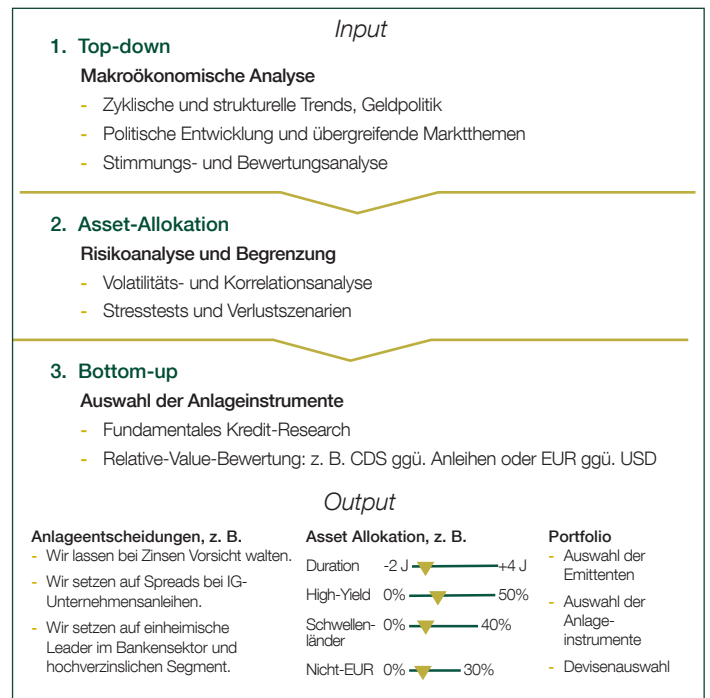 Input
1. Top-down
Makroökonomische Analyse
- Zyklische und strukturelle Trends, Geldpolitik
- Politische Entwicklung und übergreifende Marktthemen
- Stimmungs- und Bewertungsanalyse
2. Asset-Allokation
Risikoanalyse und Begrenzung
- Volatilitäts- und Korrelationsanalyse
- Stresstests und Verlustszenarien
3. Bottom-up
Auswahl der Anlageinstrumente
- Fundamentales Kredit-Research
- Relative-Value-Bewertung: z. B. CDS ggü. Anleihen oder EUR ggü. USD
Output
Anlageentscheidungen, z. B.
- Wir lassen bei Zinsen Vorsicht walten.
- Wir setzen auf Spreads bei IG-
Unternehmensanleihen.
- Wir setzen auf einheimische
Leader im Bankensektor und
hochverzinslichen Segment.
Asset Allokation, z. B.
Duration -2 J +4 J
High-Yield 0% 50%
Schwellen-
länder 0% 40%
Nicht-EUR 0% 30%
Portfolio
- Auswahl der
Emittenten
- Auswahl der
Anlage-
instrumente
- Devisenauswahl